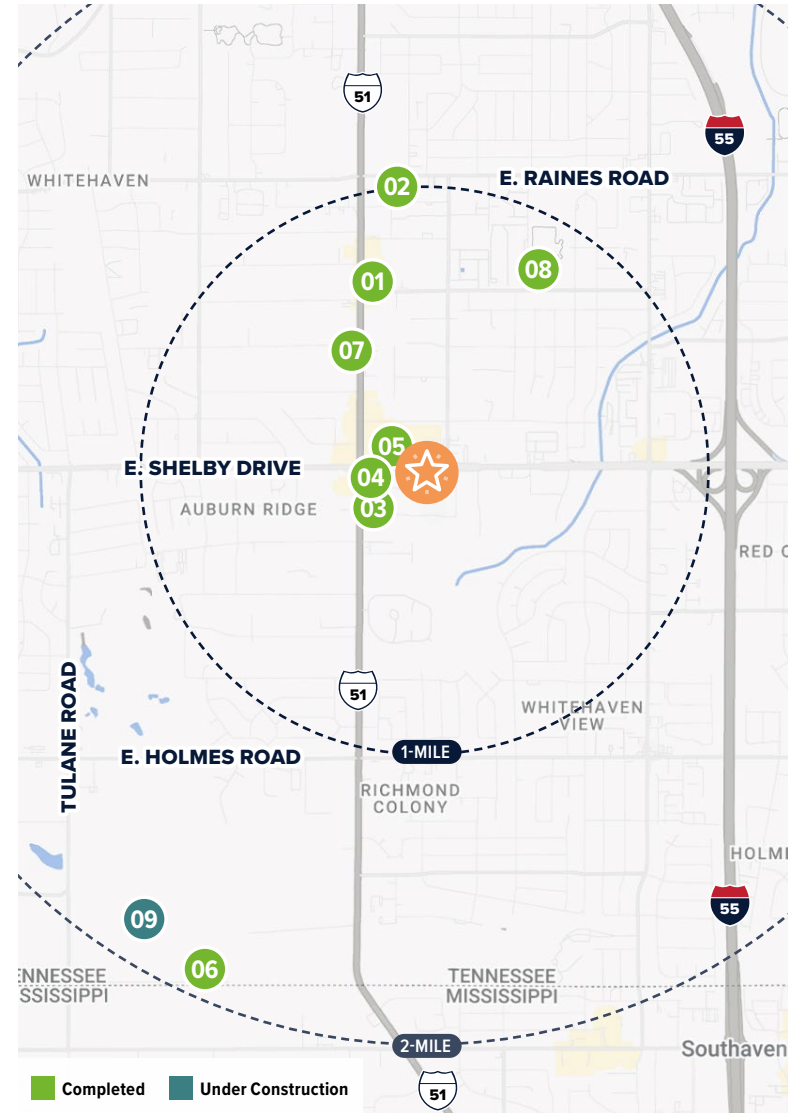 51
55
WHITEHAVEN
02
E. RAINES ROAD
01
08
07
05
E. SHELBY DRIVE
04
03
AUBURN RIDGE
RED
51
WHITEHAVEN
VIEW
TULANE ROAD
E. HOLMES ROAD
1-MILE
RICHMOND
COLONY
HOLM
55
09
06
ENNESSEE
SSISSIPPI
TENNESSEE
MISSISSIPPI
2-MILE
Southaven
51
Completed
Under Construction